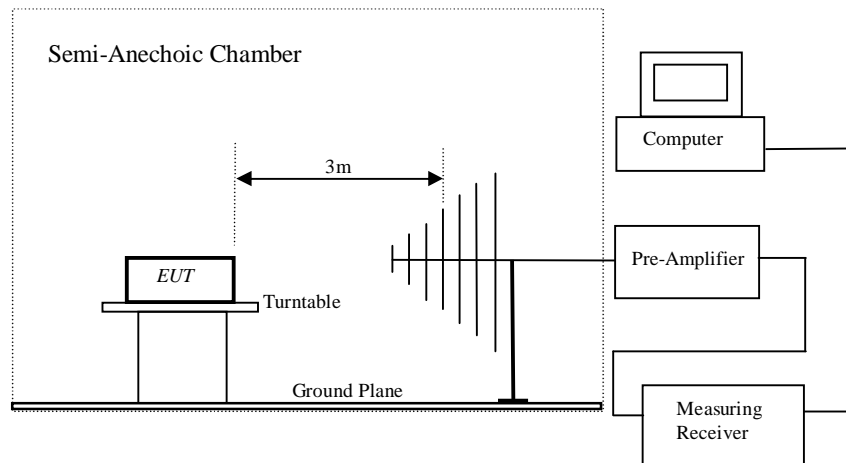 Semi-Anechoic Chamber
Computer
3m
Pre-Amplifier
EUT
Turntable
Ground Plane
Measuring
Receiver